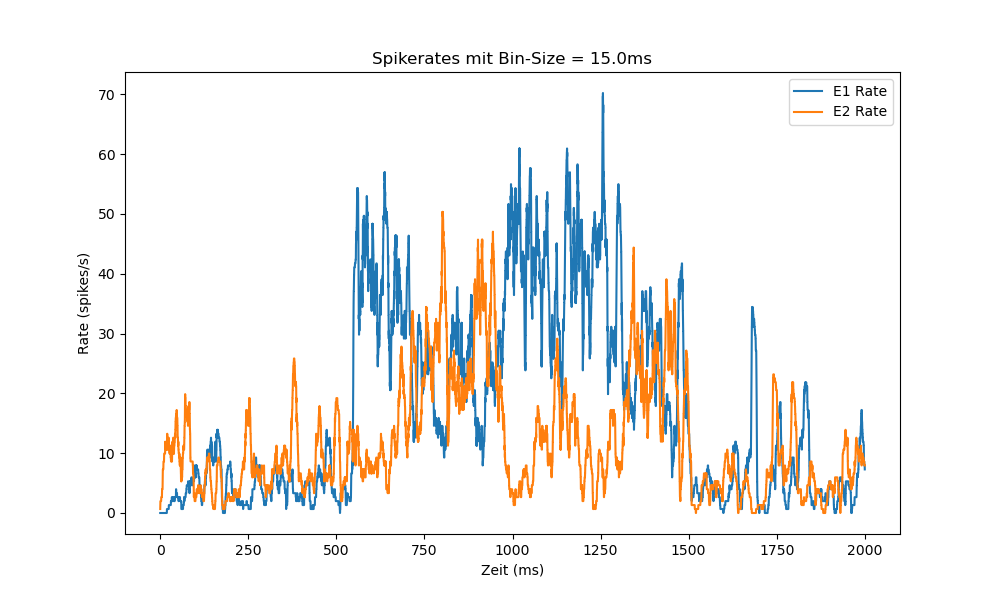 Spikerates mit Bin-Size = 15.0ms
E1 Rate
E2 Rate
Rate (spikes/s)
70
60
50
40
30
20
10
0
0 250 500 750 1000 1250 1500 1750 2000
Zeit (ms)